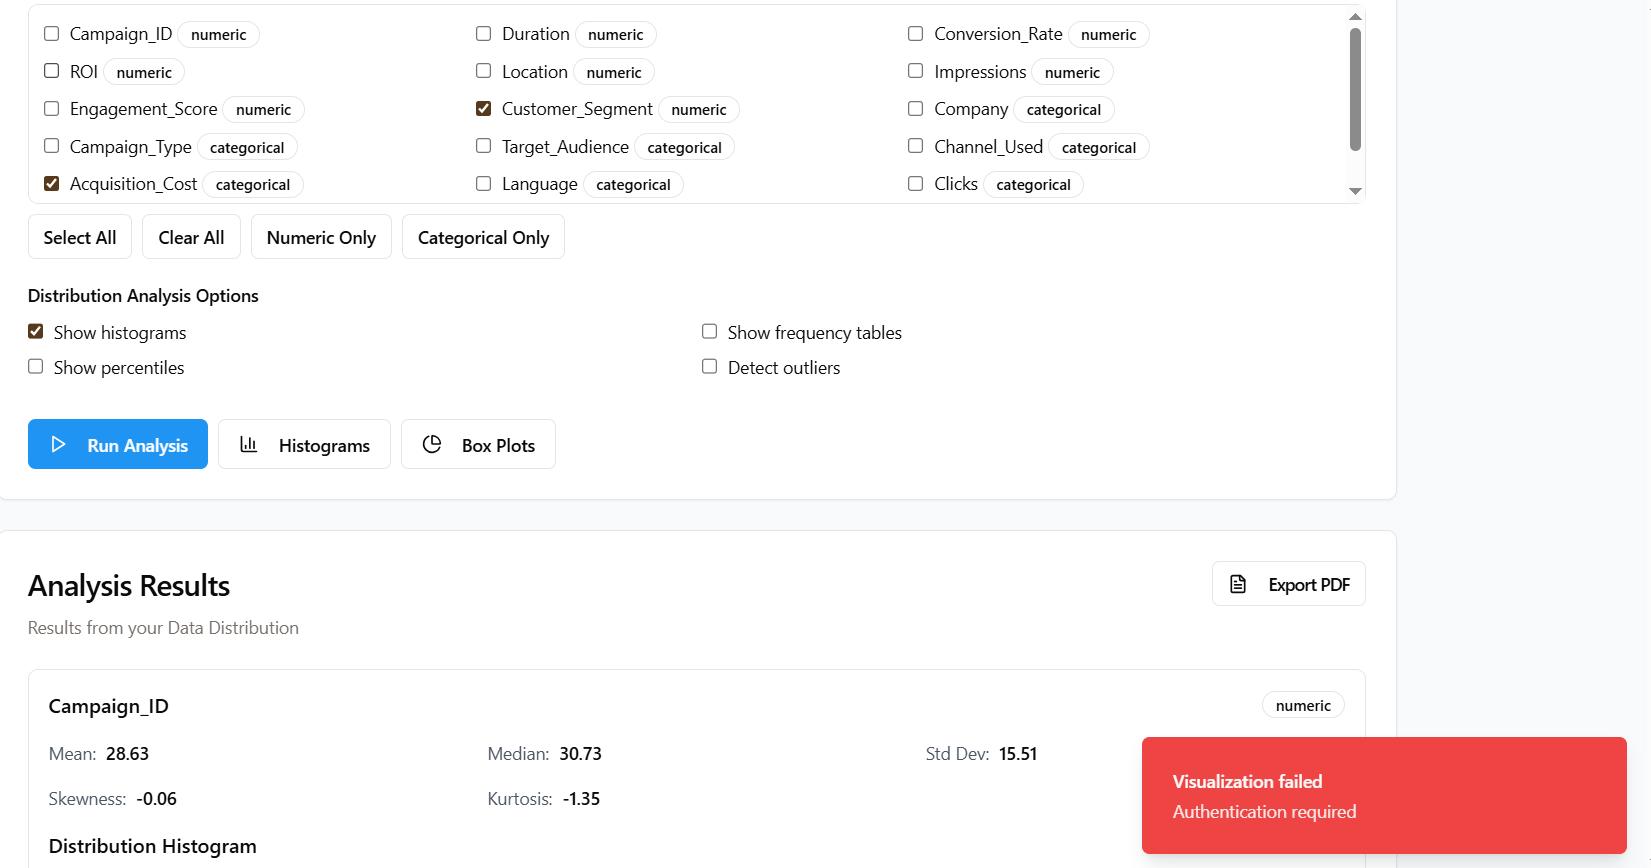 Campaign_ID numeric Duration numeric Conversion_Rate numeric
ROI numeric Location numeric Impressions numeric
Engagement_Score numeric Customer_Segment numeric Company categorical
Campaign_Type categorical Target_Audience categorical Channel_Used categorical
Acquisition_Cost categorical Language categorical Clicks categorical
Select All Clear All Numeric Only Categorical Only
Distribution Analysis Options
Show histograms Show frequency tables
Show percentiles Detect outliers
Run Analysis Histograms Box Plots
Analysis Results Export PDF
Results from your Data Distribution
Campaign_ID numeric
Mean: 28.63 Median: 30.73 Std Dev: 15.51
Skewness: -0.06 Kurtosis: -1.35
Distribution Histogram
Visualization failed
Authentication required